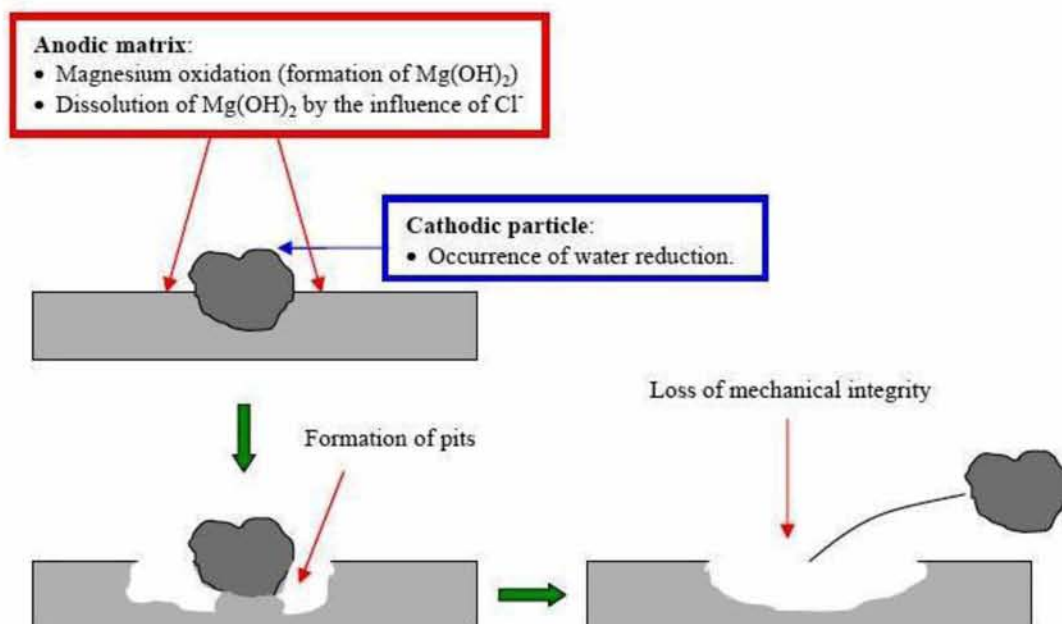 Anodic matrix:
• Magnesium oxidation (formation of Mg(OH)₂)
• Dissolution of Mg(OH)₂ by the influence of Cl⁻
Cathodic particle:
• Occurrence of water reduction.
Loss of mechanical integrity
Formation of pits